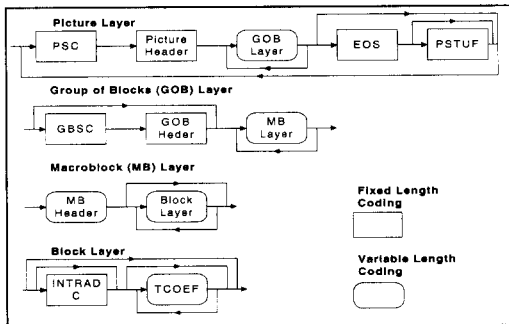 Picture Layer
PSC
Picture
Header
GOB
Layer
EOS
PSTUF
Group of Blocks (GOB) Layer
GBSC
GOB
Heder
MB
Layer
Macroblock (MB) Layer
MB
Header
Block
Layer
Fixed Length
Coding
Block Layer
INTRAD
C
TCOEF
Variable Length
Coding